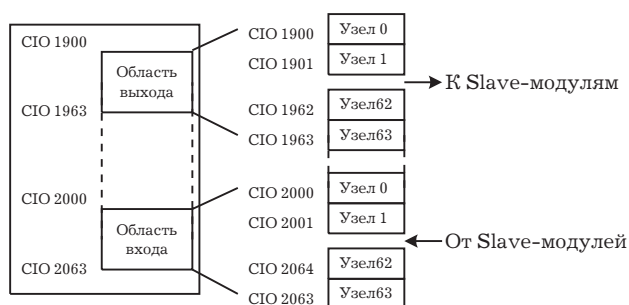 CIO 1900
Область
выхода
CIO 1963
CIO 2000
Область
входа
CIO 2063
CIO 1900 Узел 0
CIO 1901 Узел 1
К Slave-модулям
CIO 1962 Узел62
CIO 1963 Узел63
CIO 2000 Узел 0
CIO 2001 Узел 1
От Slave-модулей
CIO 2064 Узел62
CIO 2063 Узел63